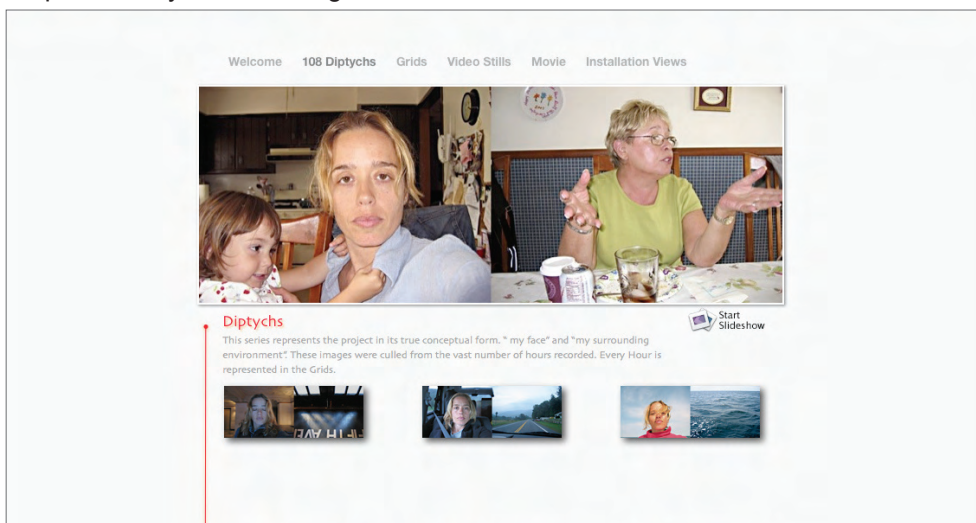 Welcome 108 Diptychs Grids Video Stills Movie Installation Views
Diptychs
Start
Slideshow
This series represents the project in its true conceptual form. “ my face” and “my surrounding
environment”. These images were culled from the vast number of hours recorded. Every Hour is
represented in the Grids.